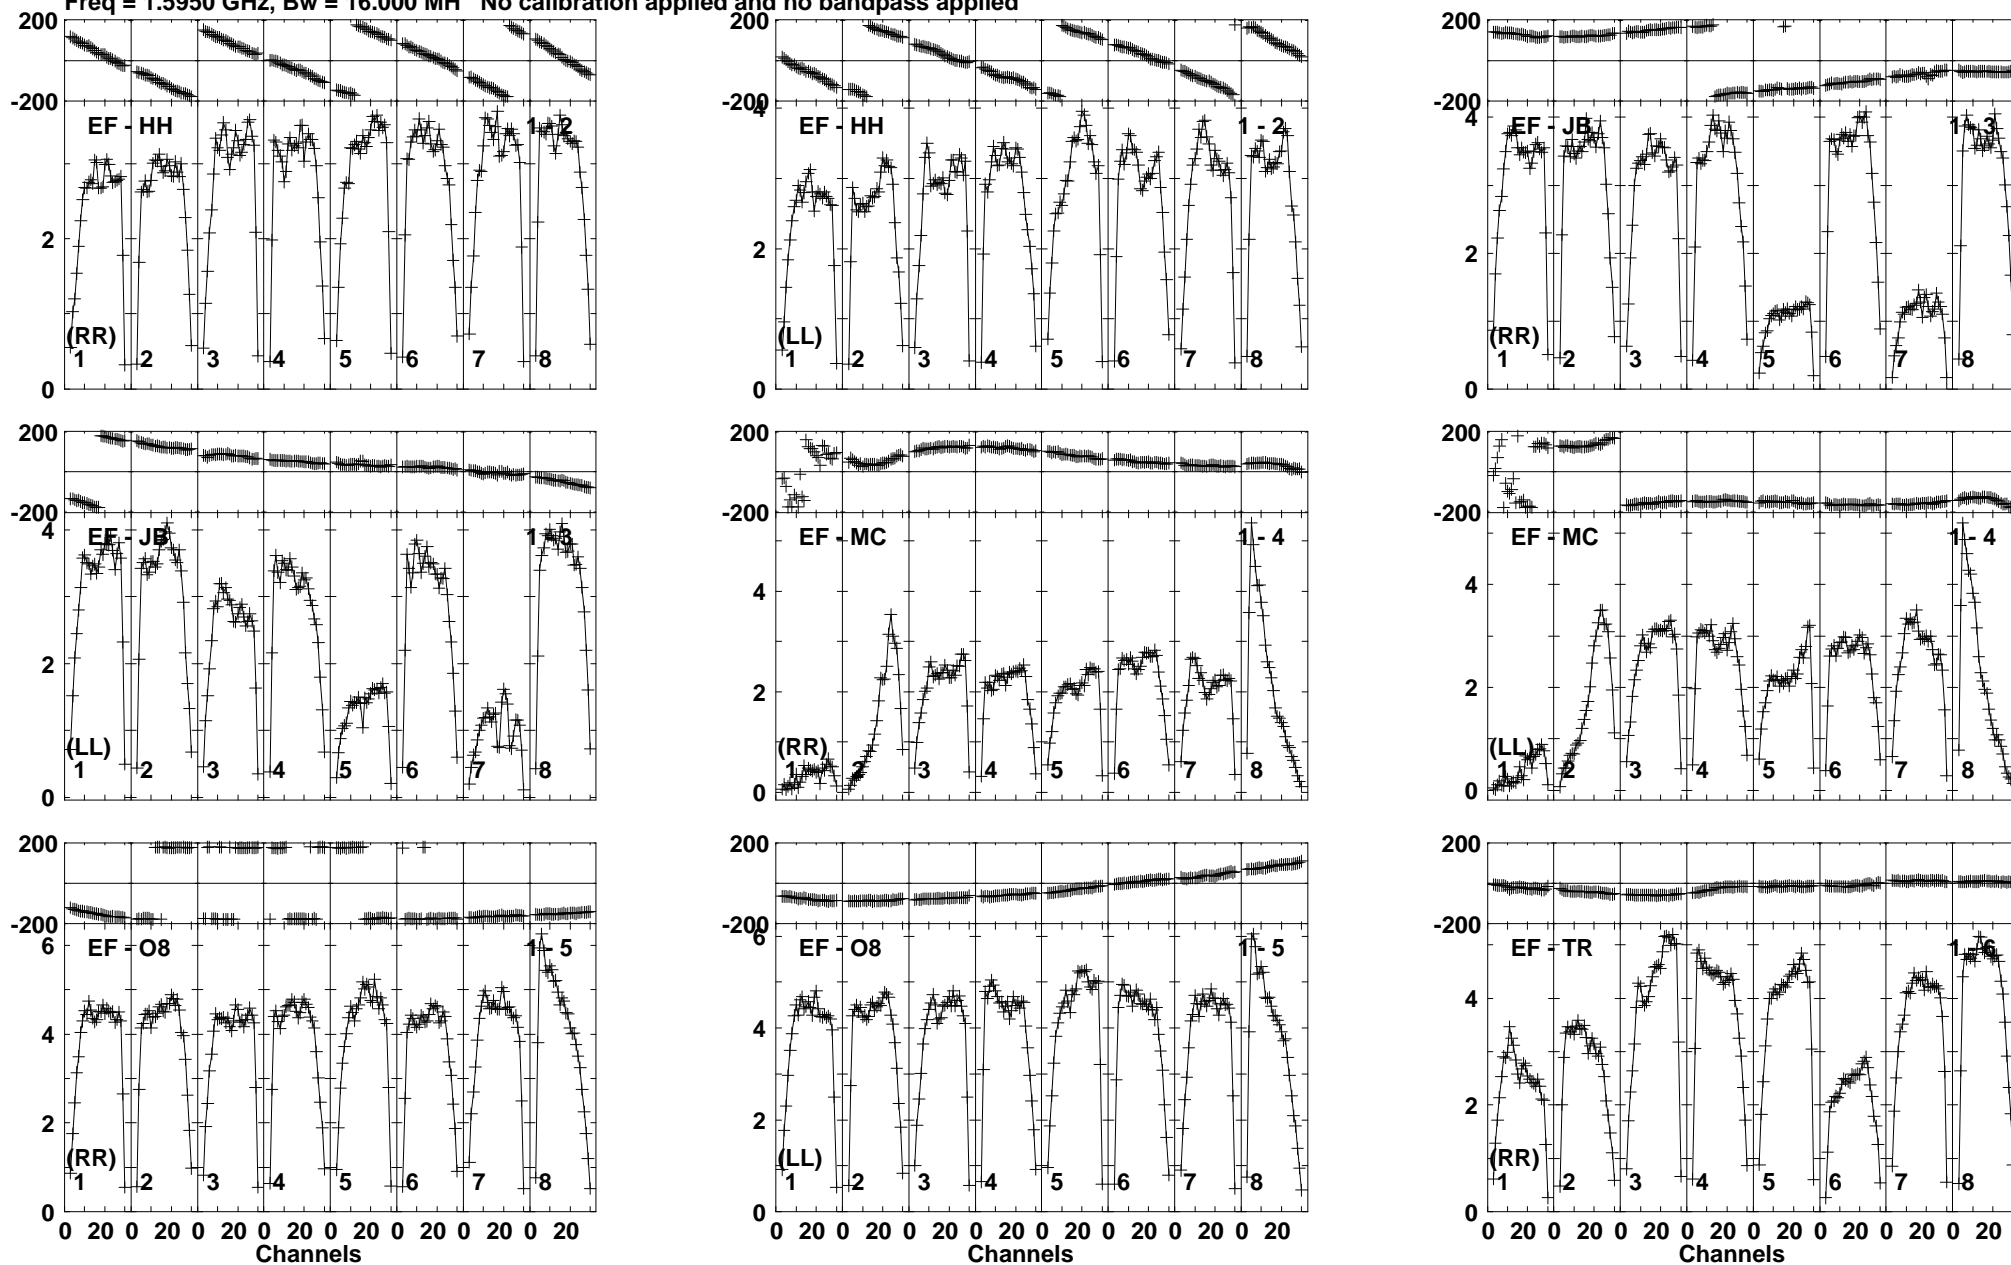 Freq = 1.5950 GHz, Bw = 16.000 MH No calibration applied and no bandpass applied
200 200 200
-200 -200 -200
4 4
EF - HH 1 - 2 EF - HH 1 - 2 EF - JB 1 - 3
2 2 2
(RR) (LL) (RR)
1 2 3 4 5 6 7 8 1 2 3 4 5 6 7 8 1 2 3 4 5 6 7 8
0 0 0
200 200 200
-200 -200 -200
4 EF - JB 1 - 3 EF - MC 1 - 4 EF - MC 1 - 4
4 4
2 2 2
(LL) (RR) (LL)
1 2 3 4 5 6 7 8 1 2 3 4 5 6 7 8 1 2 3 4 5 6 7 8
0 0 0
200 200 200
-200 -200 -200
6 EF - O8 1 - 5 6 EF - O8 1 - 5 EF - TR 1 - 6
4 4 4
2 2 2
(RR) (LL) (RR)
1 2 3 4 5 6 7 8 1 2 3 4 5 6 7 8 1 2 3 4 5 6 7 8
0 0 0
0 20 0 20 0 20 0 20 0 20 0 20 0 20 0 20 0 20 0 20 0 20 0 20 0 20 0 20 0 20 0 20 0 20 0 20 0 20 0 20 0 20 0 20 0 20 0 20
Channels Channels Channels